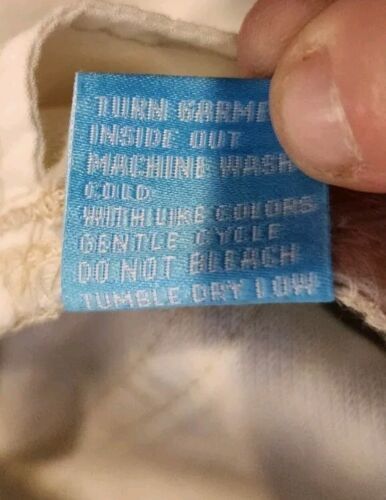 TURN GARME
INSIDE OUT
MACHINE WASH
COLD
WITH LIKE COLORS
GENTLE CYCLE
DO NOT BLEACH
TUMBLE DRY LOW